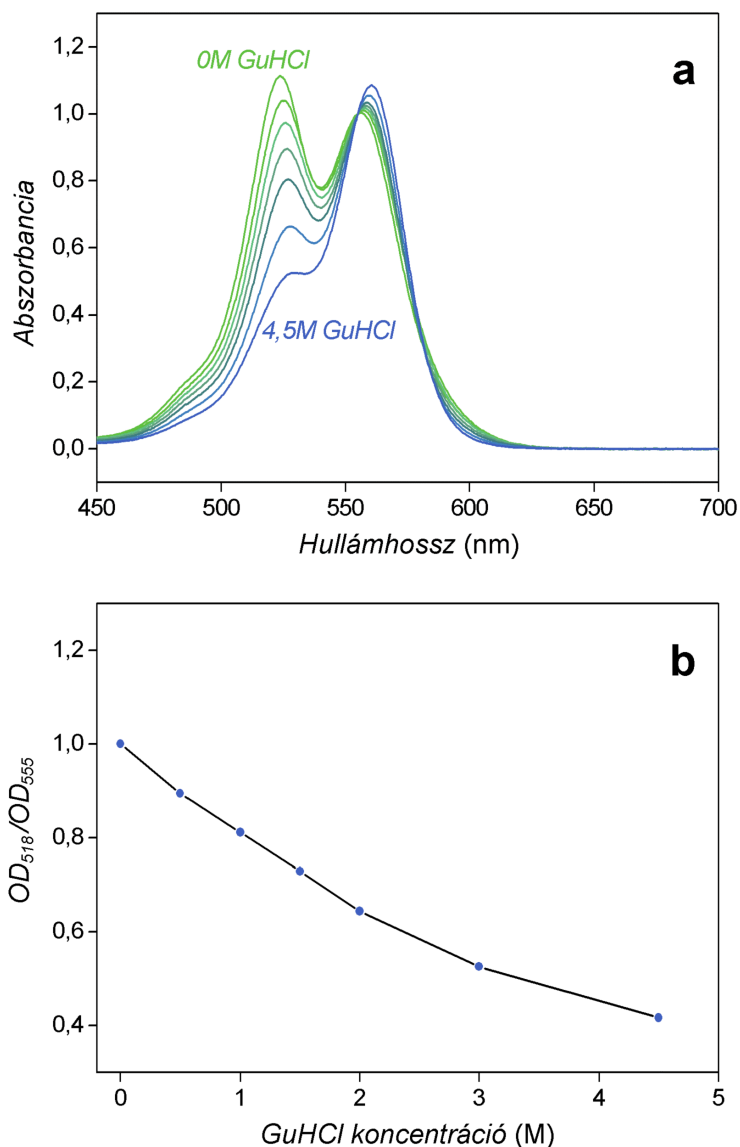 1,2
1,0
0,8
0,6
0,4
0,2
0,0
Abszorbancia
0M GuHCl
a
4,5M GuHCl
450 500 550 600 650 700
Hullámhossz (nm)
1,2
1,0
0,8
0,6
0,4
OD518/OD555
b
0 1 2 3 4 5
GuHCl koncentráció (M)